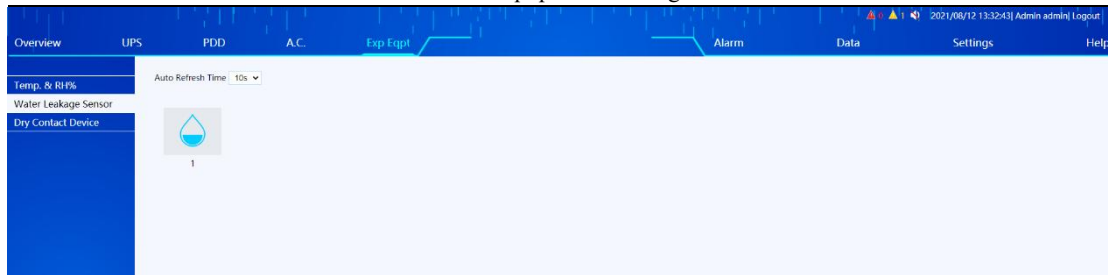 0 1 2021/08/12 13:32:43| Admin admin| Logout
Overview UPS PDD A.C. Exp Eqpt Alarm Data Settings Help
Temp. & RH%
Auto Refresh Time 10s
Water Leakage Sensor
Dry Contact Device
1